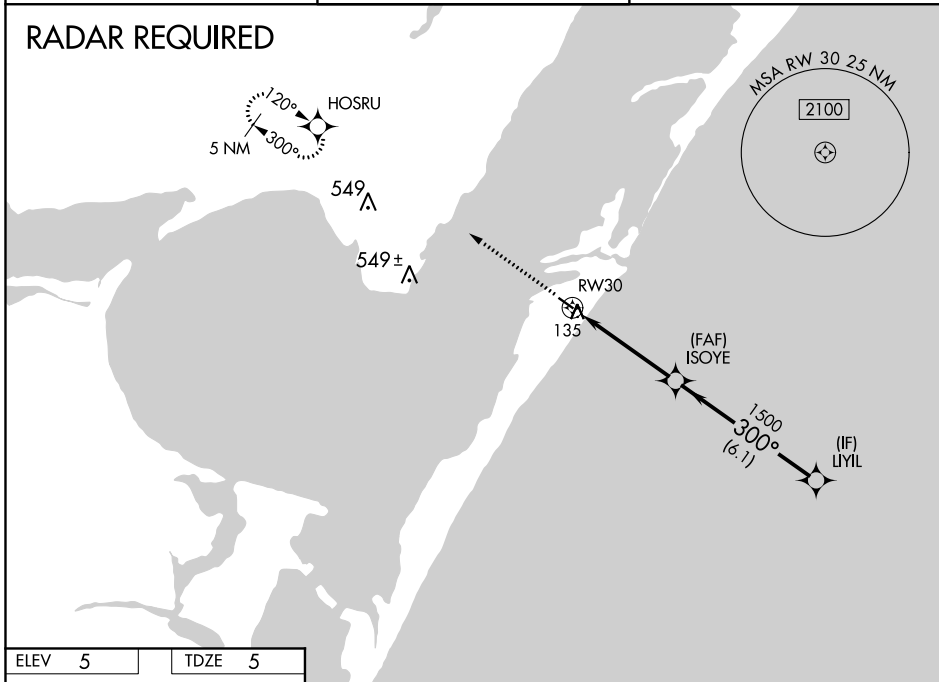 RADAR REQUIRED
MSA RW 30 25 NM
2100
120°
HOSRU
5 NM
300°
549
549 ±
RW30
135
(FAF)
ISOYE
1500
300°
(6.1)
(IF)
LIYIL
ELEV 5
TDZE 5